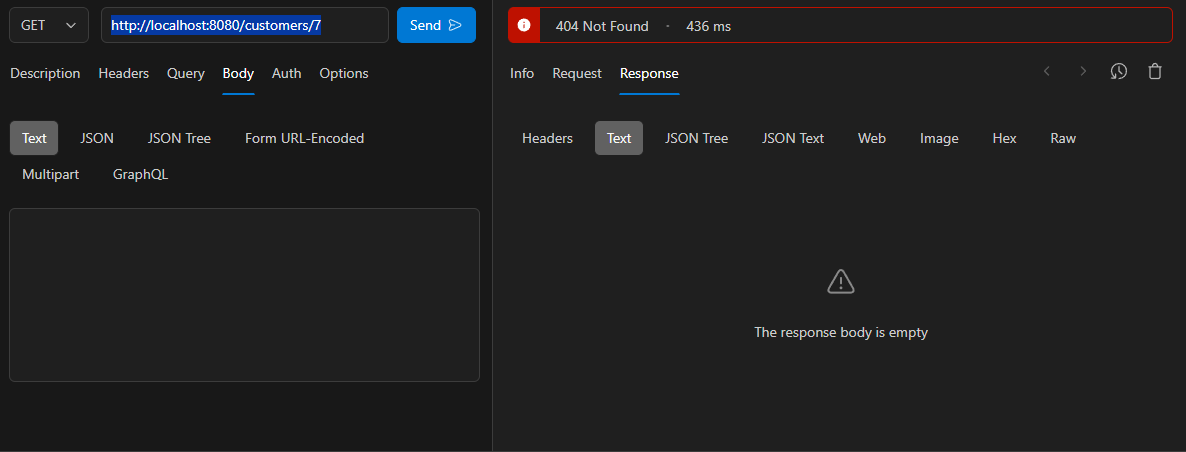 GET http://localhost:8080/customers/7 Send
Description Headers Query Body Auth Options
Text JSON JSON Tree Form URL-Encoded
Multipart GraphQL
404 Not Found · 436 ms
Info Request Response
Headers Text JSON Tree JSON Text Web Image Hex Raw
The response body is empty